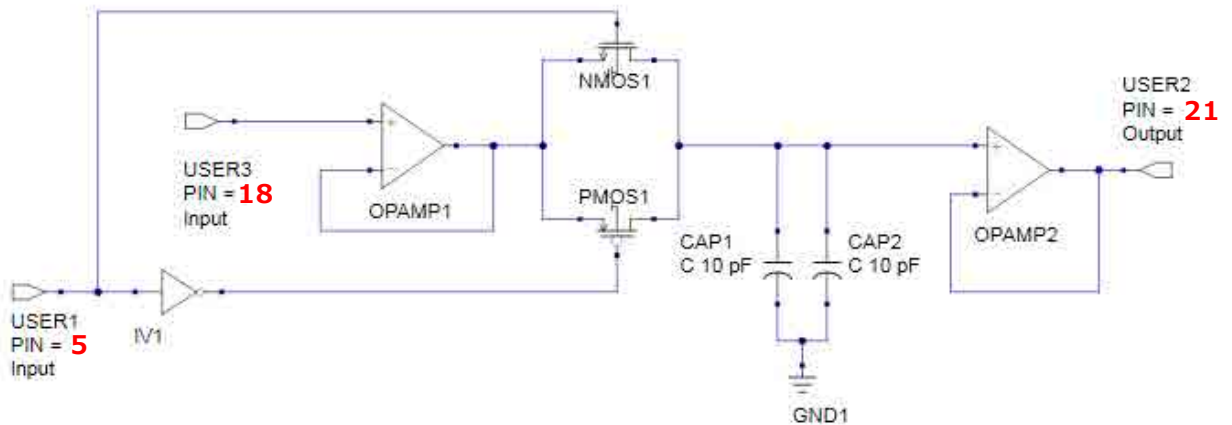 NMOS1
USER3
PIN = 18
Input
+
-
OPAMP1
PMOS1
USER1
PIN = 5
Input
IV1
CAP1
C 10 pF
CAP2
C 10 pF
GND1
+
-
OPAMP2
USER2
PIN = 21
Output